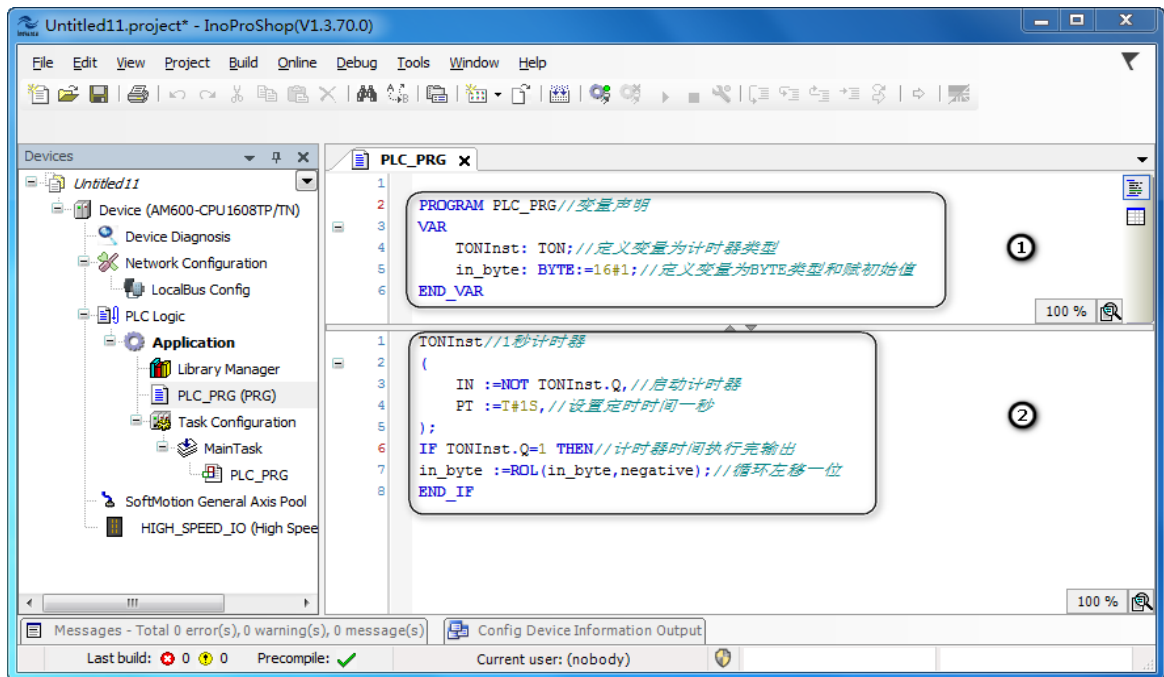 Untitled11.project* - InoProShop(V1.3.70.0)
File Edit View Project Build Online Debug Tools Window Help
Devices
Untitled11
Device (AM600-CPU1608TP/TN)
Device Diagnosis
Network Configuration
LocalBus Config
PLC Logic
Application
Library Manager
PLC_PRG (PRG)
Task Configuration
MainTask
PLC_PRG
SoftMotion General Axis Pool
HIGH_SPEED_IO (High Spee
PLC_PRG
1
2 PROGRAM PLC_PRG//变量声明
3 VAR
4 TONInst: TON;//定义变量为计时器类型
5 in_byte: BYTE:=16#1;//定义变量为BYTE类型和赋初始值
6 END_VAR
1
100 %
1 TONInst//1秒计时器
2 (
3 IN :=NOT TONInst.Q,//启动计时器
4 PT :=T#1S,//设置定时时间一秒
5 );
6 IF TONInst.Q=1 THEN//计时器时间执行完输出
7 in_byte :=ROL(in_byte,negative);//循环左移一位
8 END_IF
2
100 %
Messages - Total 0 error(s), 0 warning(s), 0 message(s)
Config Device Information Output
Last build: 0 0 Precompile: Current user: (nobody)